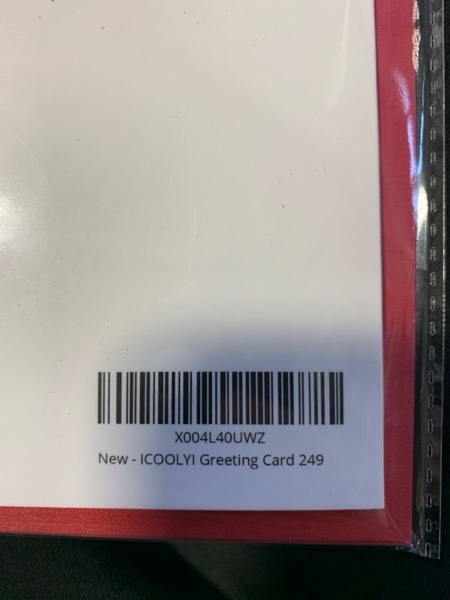 X004L40UWZ
New - ICOOLYI Greeting Card 249